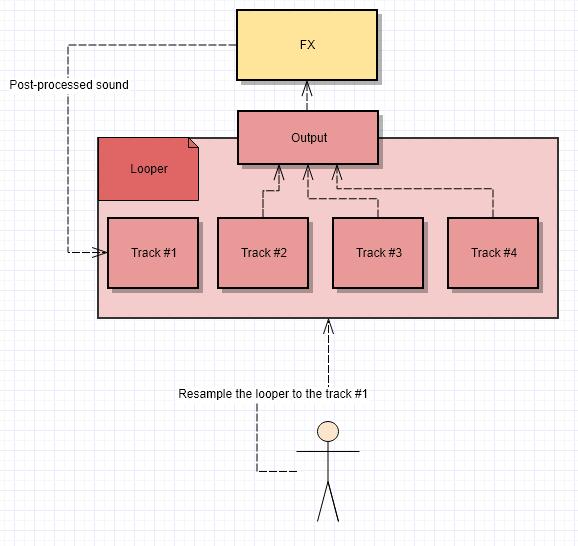 FX
Post-processed sound
Output
Looper
Track #1
Track #2
Track #3
Track #4
Resample the looper to the track #1